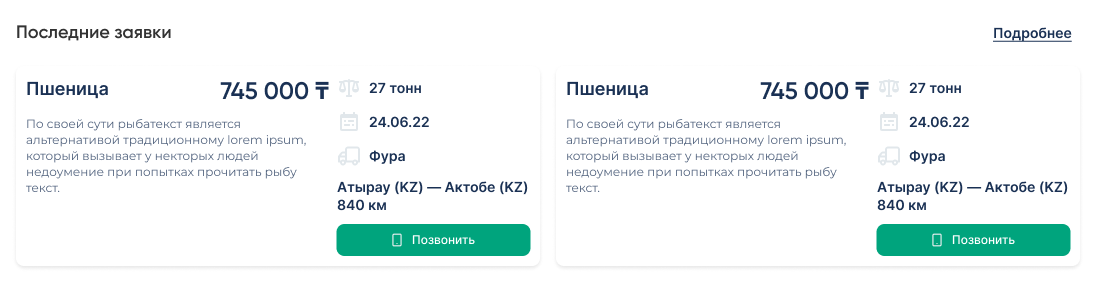 Последние заявки
Подробнее
Пшеница
745 000 ₸
По своей сути рыбатекст является
альтернативой традиционному lorem ipsum,
который вызывает у некторых людей
недоумение при попытках прочитать рыбу
текст.
27 тонн
24.06.22
Фура
Атырау (KZ) — Актобе (KZ)
840 км
Позвонить
Пшеница
745 000 ₸
По своей сути рыбатекст является
альтернативой традиционному lorem ipsum,
который вызывает у некторых людей
недоумение при попытках прочитать рыбу
текст.
27 тонн
24.06.22
Фура
Атырау (KZ) — Актобе (KZ)
840 км
Позвонить